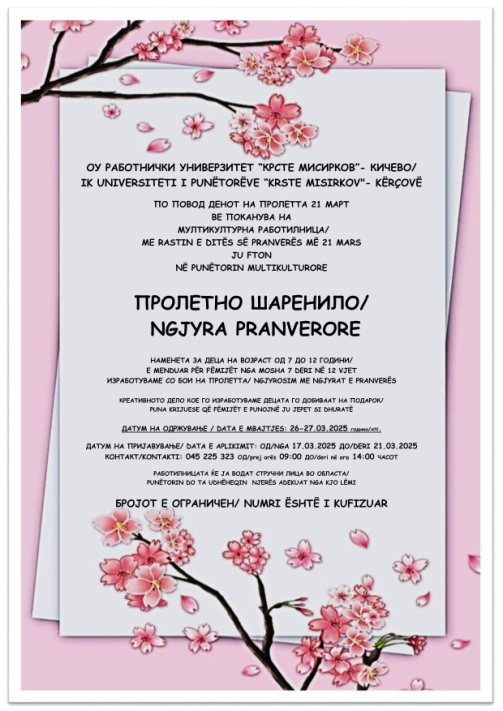 ОУ РАБОТНИЧКИ УНИВЕРЗИТЕТ "КРСТЕ МИСИРКОВ"- КИЧЕВО/
IK UNIVERSITETI I PUNËTORËVE "KRSTE MISIRKOV"- KËRÇOVË
ПО ПОВОД ДЕНОТ НА ПРОЛЕТТА 21 МАРТ
ВЕ ПОКАНУВА НА
МУЛТИКУЛТУРНА РАБОТИЛНИЦА/
ME RASTIN E DITËS SË PRANVERËS MË 21 MARS
JU FTON
NË PUNËTORIN MULTIKULTURORE
ПРОЛЕТНО ШАРЕНИЛО/
NGJYRA PRANVERORE
НАМЕНЕТА ЗА ДЕЦА НА ВОЗРАСТ ОД 7 ДО 12 ГОДИНИ/
E MENDUAR PËR FËMIJËT NGA MOSHA 7 DERI NË 12 VJET
ИЗРАБОТУВАМЕ СО БОИ НА ПРОЛЕТТА/ NGJYROSIM ME NGJYRAT E PRANVERËS
КРЕАТИВНОТО ДЕЛО КОЕ ГО ИЗРАБОТУВАМЕ ДЕЦАТА ГО ДОБИВААТ НА ПОДАРОК/
PUNA KRIJUESE QË FËMIJËT E PUNOJNË JU JEPET SI DHURATË
ДАТУМ НА ОДРЖУВАЊЕ / DATA E MBAJTJES: 26-27.03.2025 година/viti.
ДАТУМ НА ПРИЈАВУВАЊЕ/ DATA E APLIKIMIT: ОД/NGA 17.03.2025 ДО/DERI 21.03.2025
КОНТАКТ/KONTAKTI: 045 225 323 ОД/prej orës 09:00 ДО/deri në ora 14:00 ЧАСОТ
РАБОТИЛНИЦАТА ЌЕ ЈА ВОДАТ СТРУЧНИ ЛИЦА ВО ОБЛАСТА/
PUNËTORIN DO TA UDHËHEQIN NJERËS ADEKUAT NGA KJO LËMI
БРОЈОТ Е ОГРАНИЧЕН/ NUMRI ËSHTË I KUFIZUAR